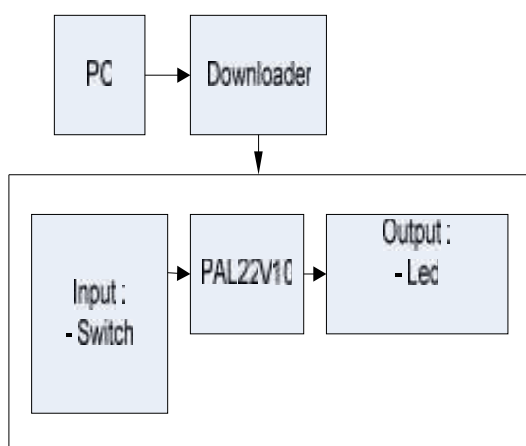 PC
Downloader
Input :
- Switch
PAL22V10
Output :
- Led